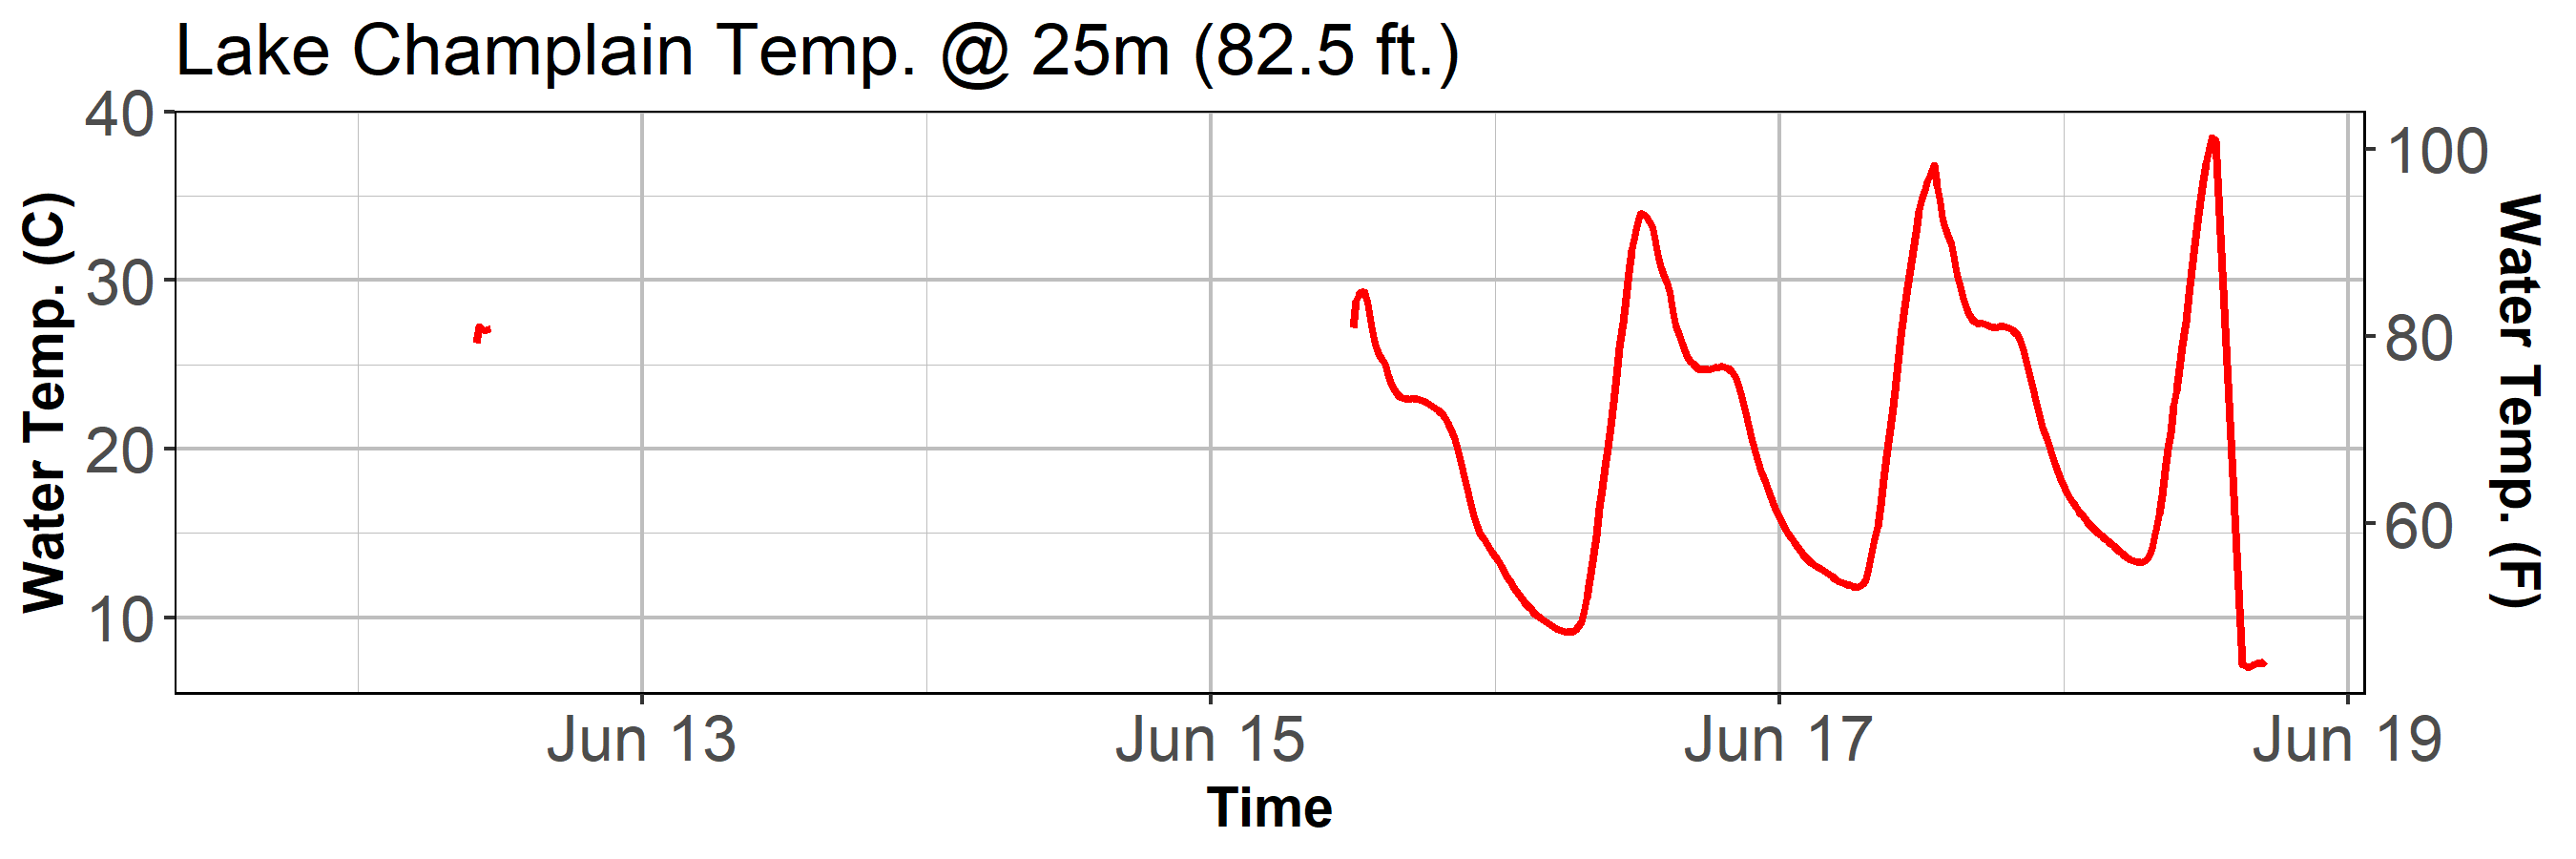 Lake Champlain Temp. @ 25m (82.5 ft.)
Water Temp. (C)
40
30
20
10
100
80
60
Water Temp. (F)
Jun 13
Jun 15
Jun 17
Jun 19
Time